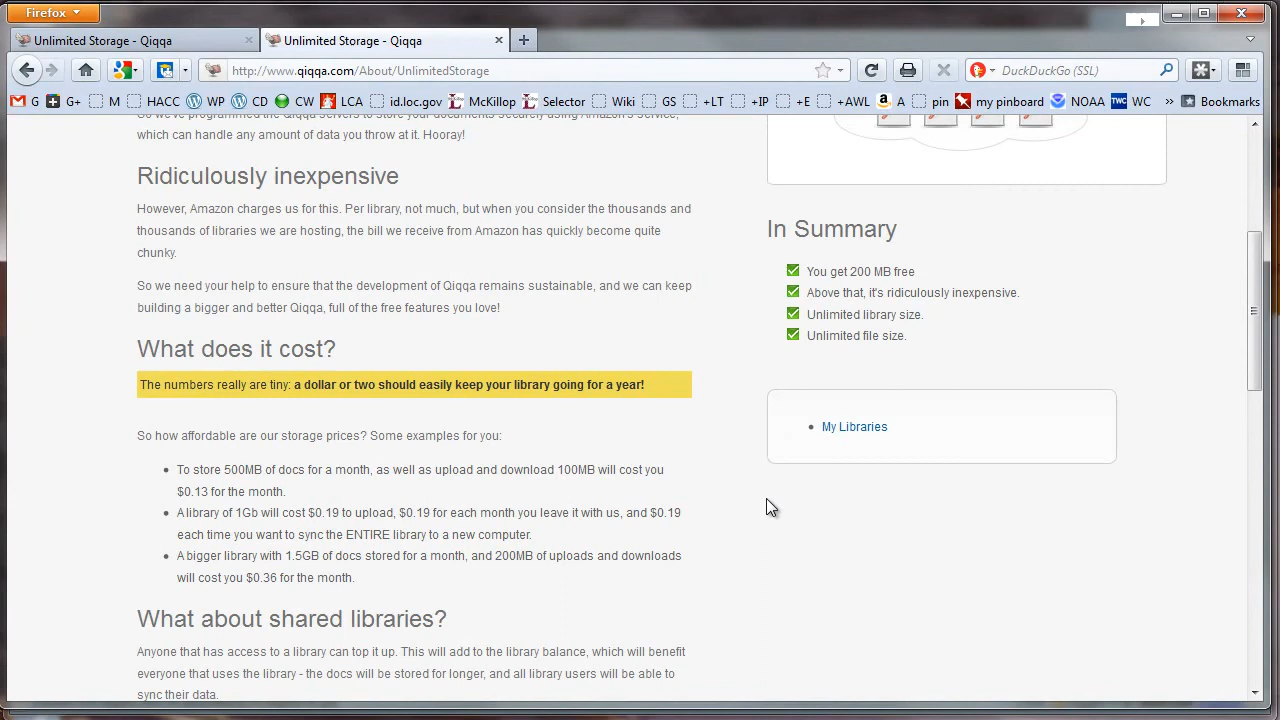 Firefox
Unlimited Storage - Qiqqa
Unlimited Storage - Qiqqa
http://www.qiqqa.com/About/UnlimitedStorage
DuckDuckGo (SSL)
G G+ M HACC WP CD CW LOC id.loc.gov McKillop Selector Wiki GS +LT +IP +E +AWL A pin my pinboard NOAA TWC WC » Bookmarks
which can handle any amount of data you throw at it. Hooray!
Ridiculously inexpensive
However, Amazon charges us for this. Per library, not much, but when you consider the thousands and
thousands of libraries we are hosting, the bill we receive from Amazon has quickly become quite
chunky.
So we need your help to ensure that the development of Qiqqa remains sustainable, and we can keep
building a bigger and better Qiqqa, full of the free features you love!
What does it cost?
The numbers really are tiny: a dollar or two should easily keep your library going for a year!
So how affordable are our storage prices? Some examples for you:
To store 500MB of docs for a month, as well as upload and download 100MB will cost you
$0.13 for the month.
A library of 1Gb will cost $0.19 to upload, $0.19 for each month you leave it with us, and $0.19
each time you want to sync the ENTIRE library to a new computer.
A bigger library with 1.5GB of docs stored for a month, and 200MB of uploads and downloads
will cost you $0.36 for the month.
What about shared libraries?
Anyone that has access to a library can top it up. This will add to the library balance, which will benefit
everyone that uses the library - the docs will be stored for longer, and all library users will be able to
sync their data.
In Summary
You get 200 MB free
Above that, it's ridiculously inexpensive.
Unlimited library size.
Unlimited file size.
My Libraries